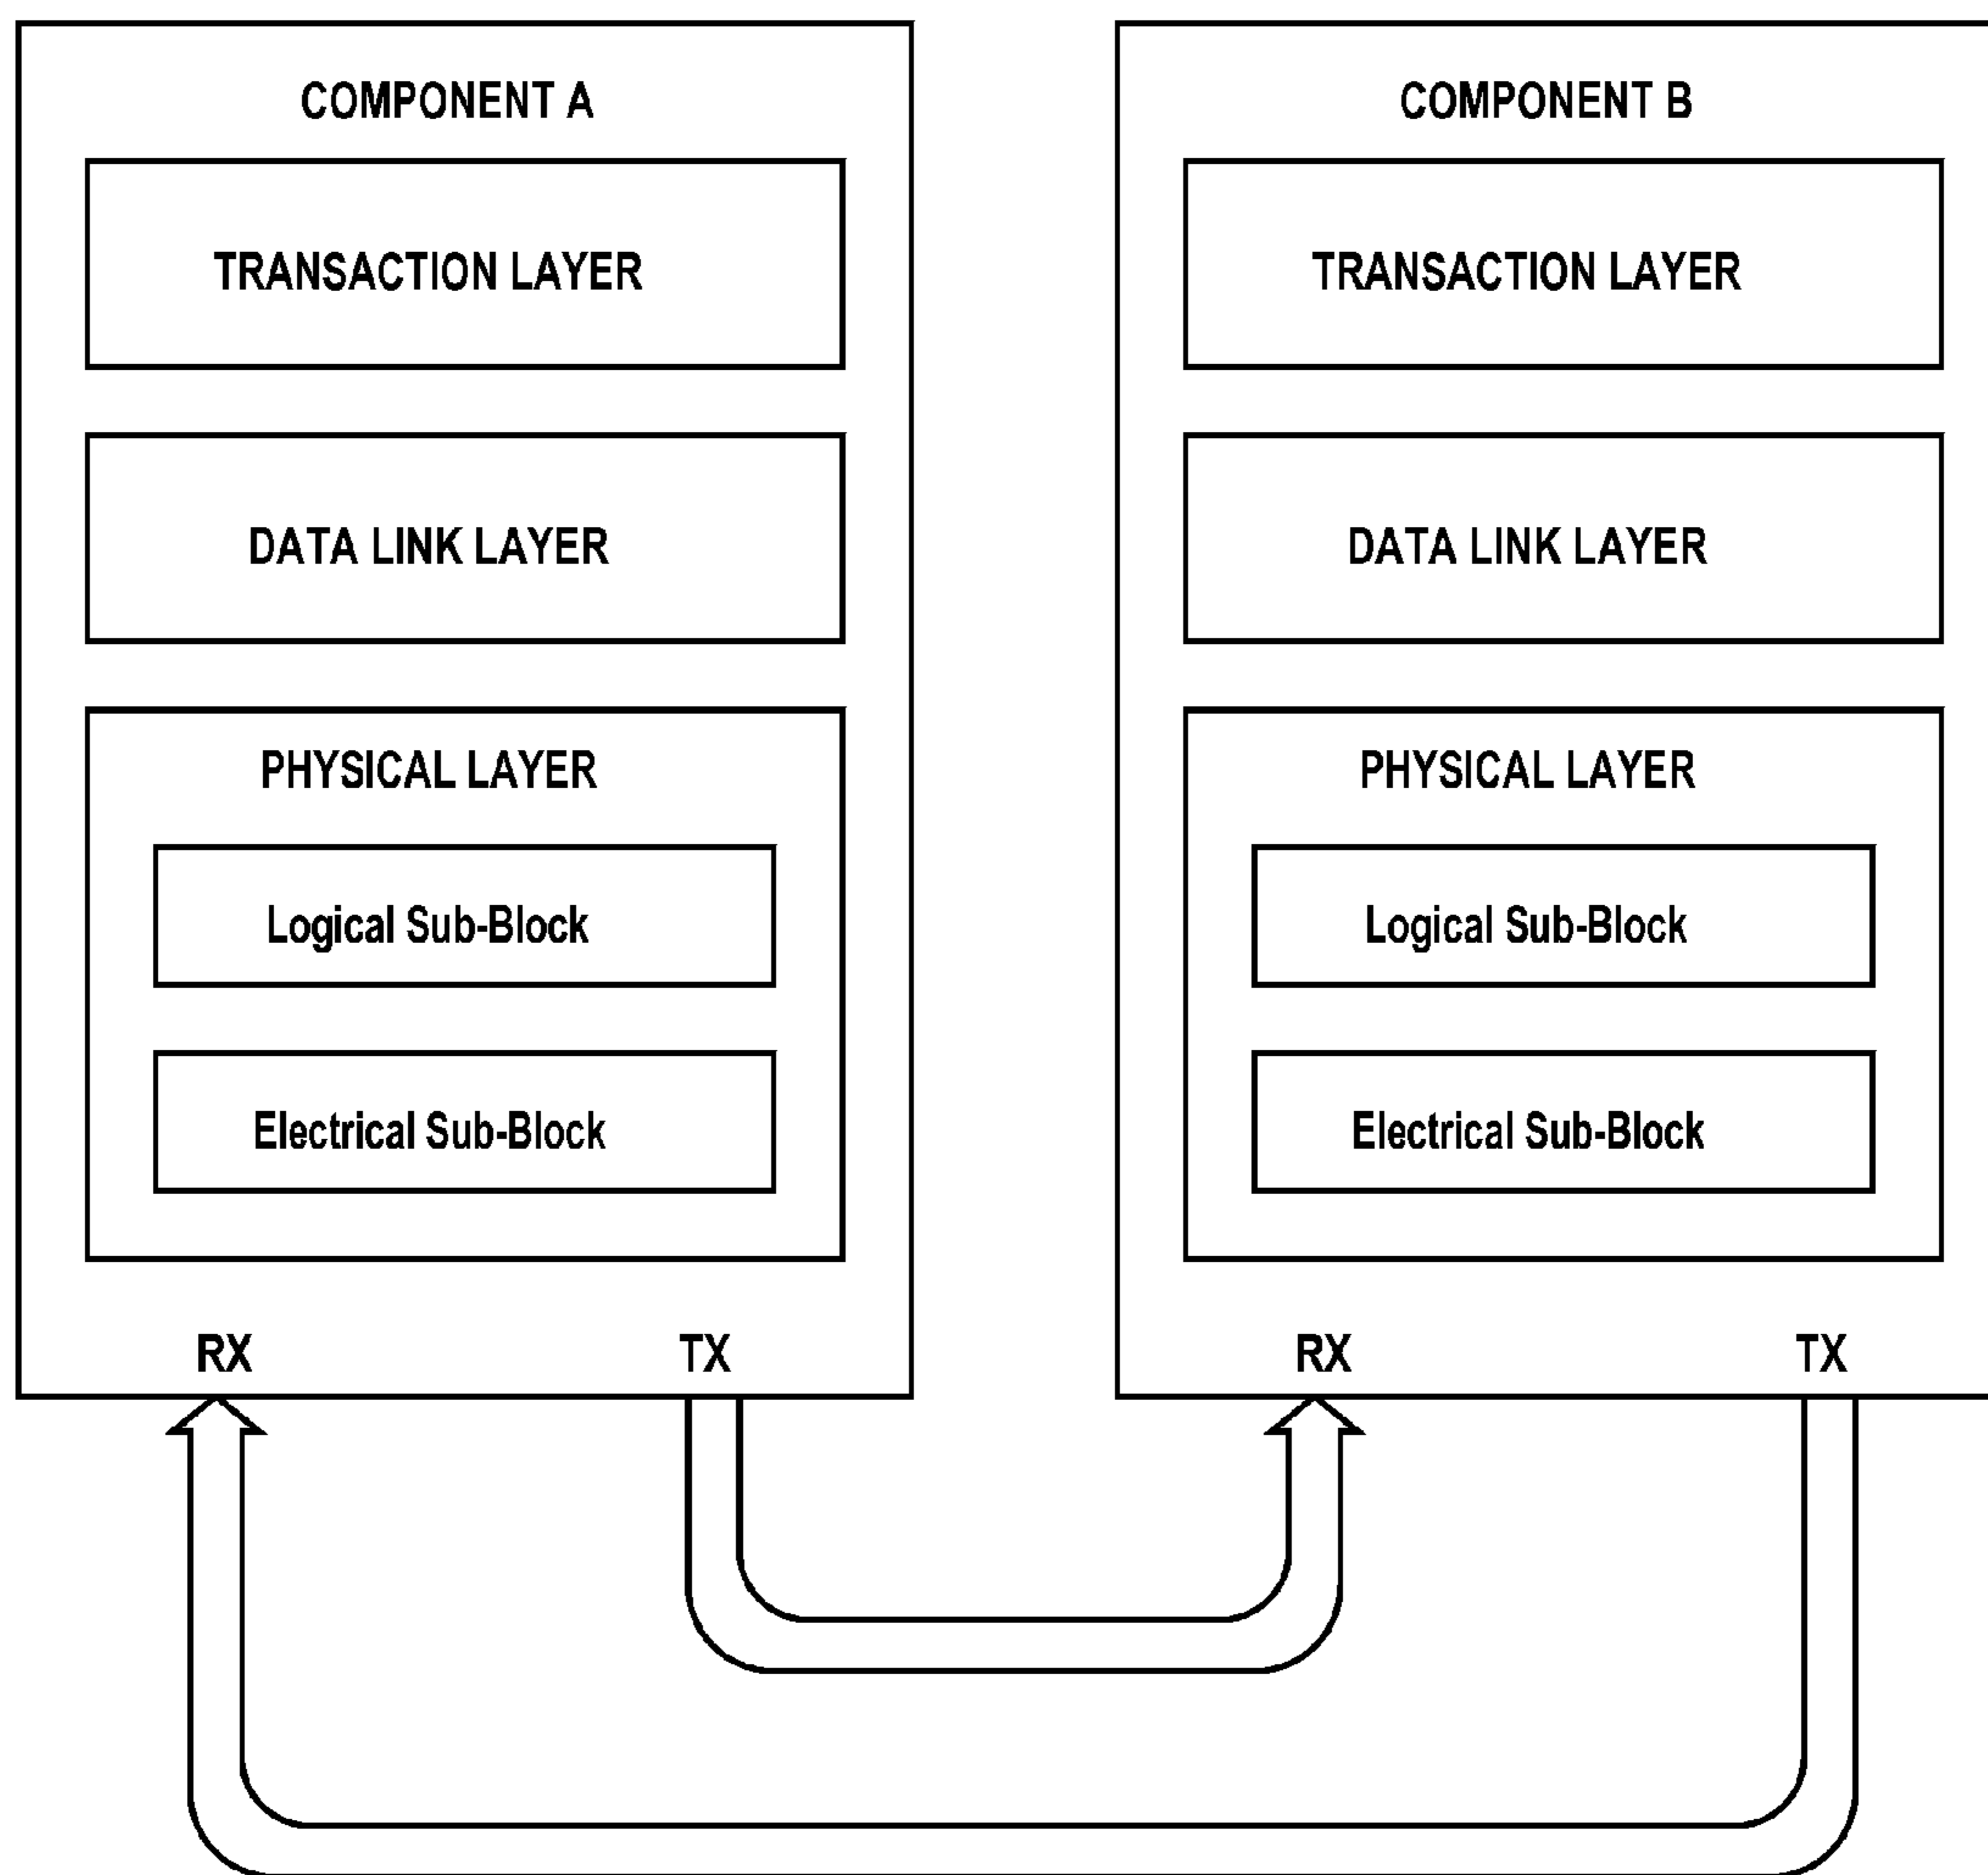 COMPONENT A
TRANSACTION LAYER
DATA LINK LAYER
PHYSICAL LAYER
Logical Sub-Block
Electrical Sub-Block
RX
TX
COMPONENT B
TRANSACTION LAYER
DATA LINK LAYER
PHYSICAL LAYER
Logical Sub-Block
Electrical Sub-Block
RX
TX